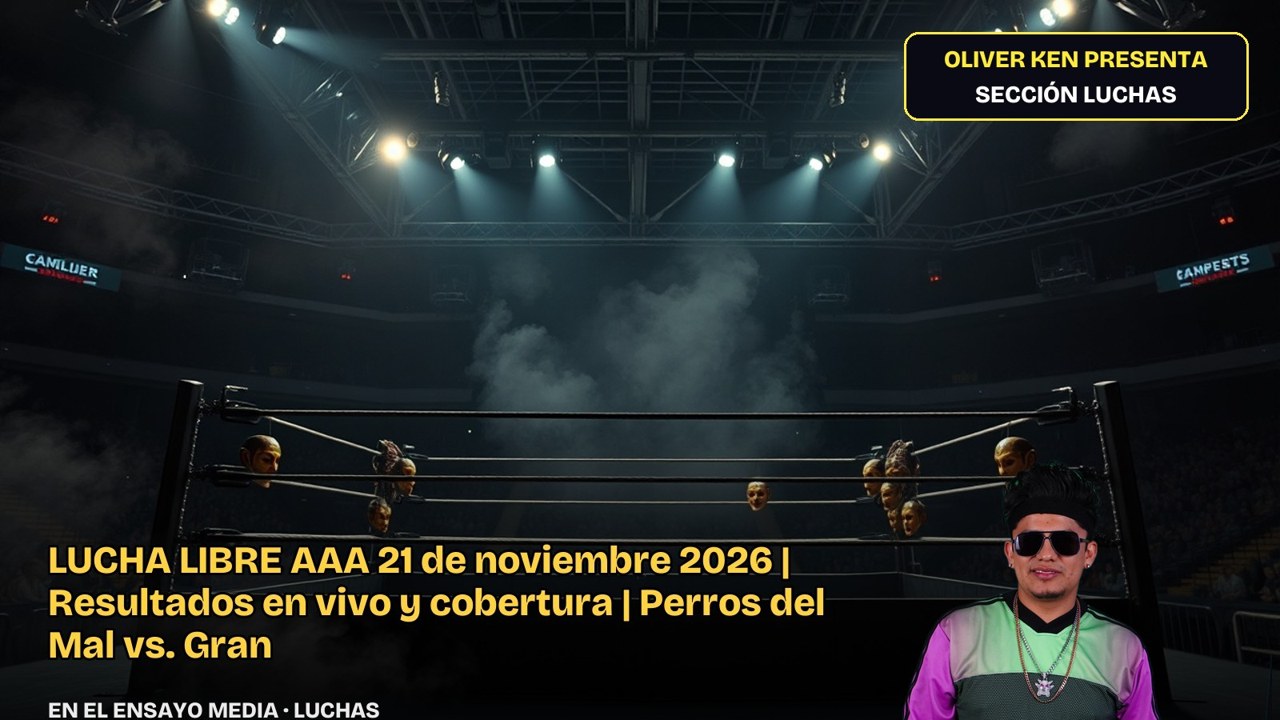 OLIVER KEN PRESENTA
SECCIÓN LUCHAS
CAMPESTS
LUCHA LIBRE AAA 21 de noviembre 2026 |
Resultados en vivo y cobertura | Perros del
Mal vs. Gran
EN EL ENSAYO MEDIA · LUCHAS